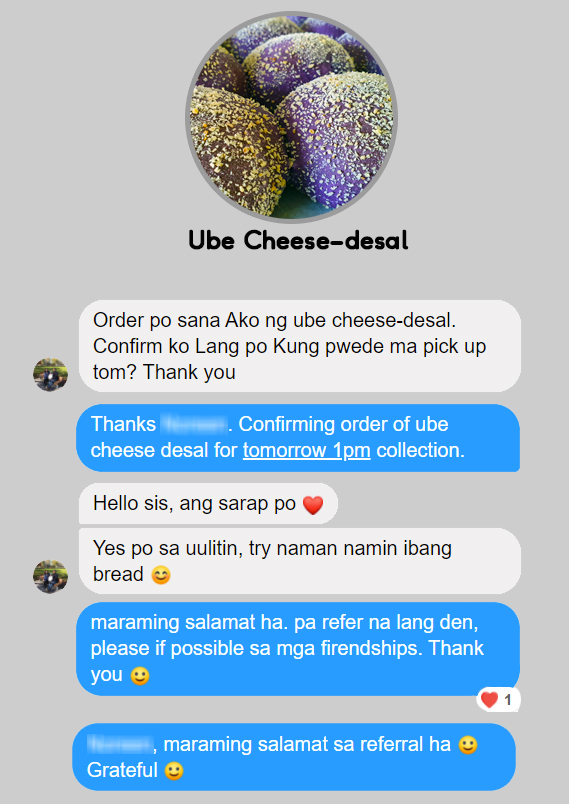 Ube Cheese-desal
Order po sana Ako ng ube cheese-desal.
Confirm ko Lang po Kung pwede ma pick up
tom? Thank you
Thanks . Confirming order of ube
cheese desal for tomorrow 1pm collection.
Hello sis, ang sarap po ❤️
Yes po sa uulitin, try naman namin ibang
bread 😊
maraming salamat ha. pa refer na lang den,
please if possible sa mga firendships. Thank
you 🙂
❤️ 1
, maraming salamat sa referral ha 🙂
Grateful 🙂